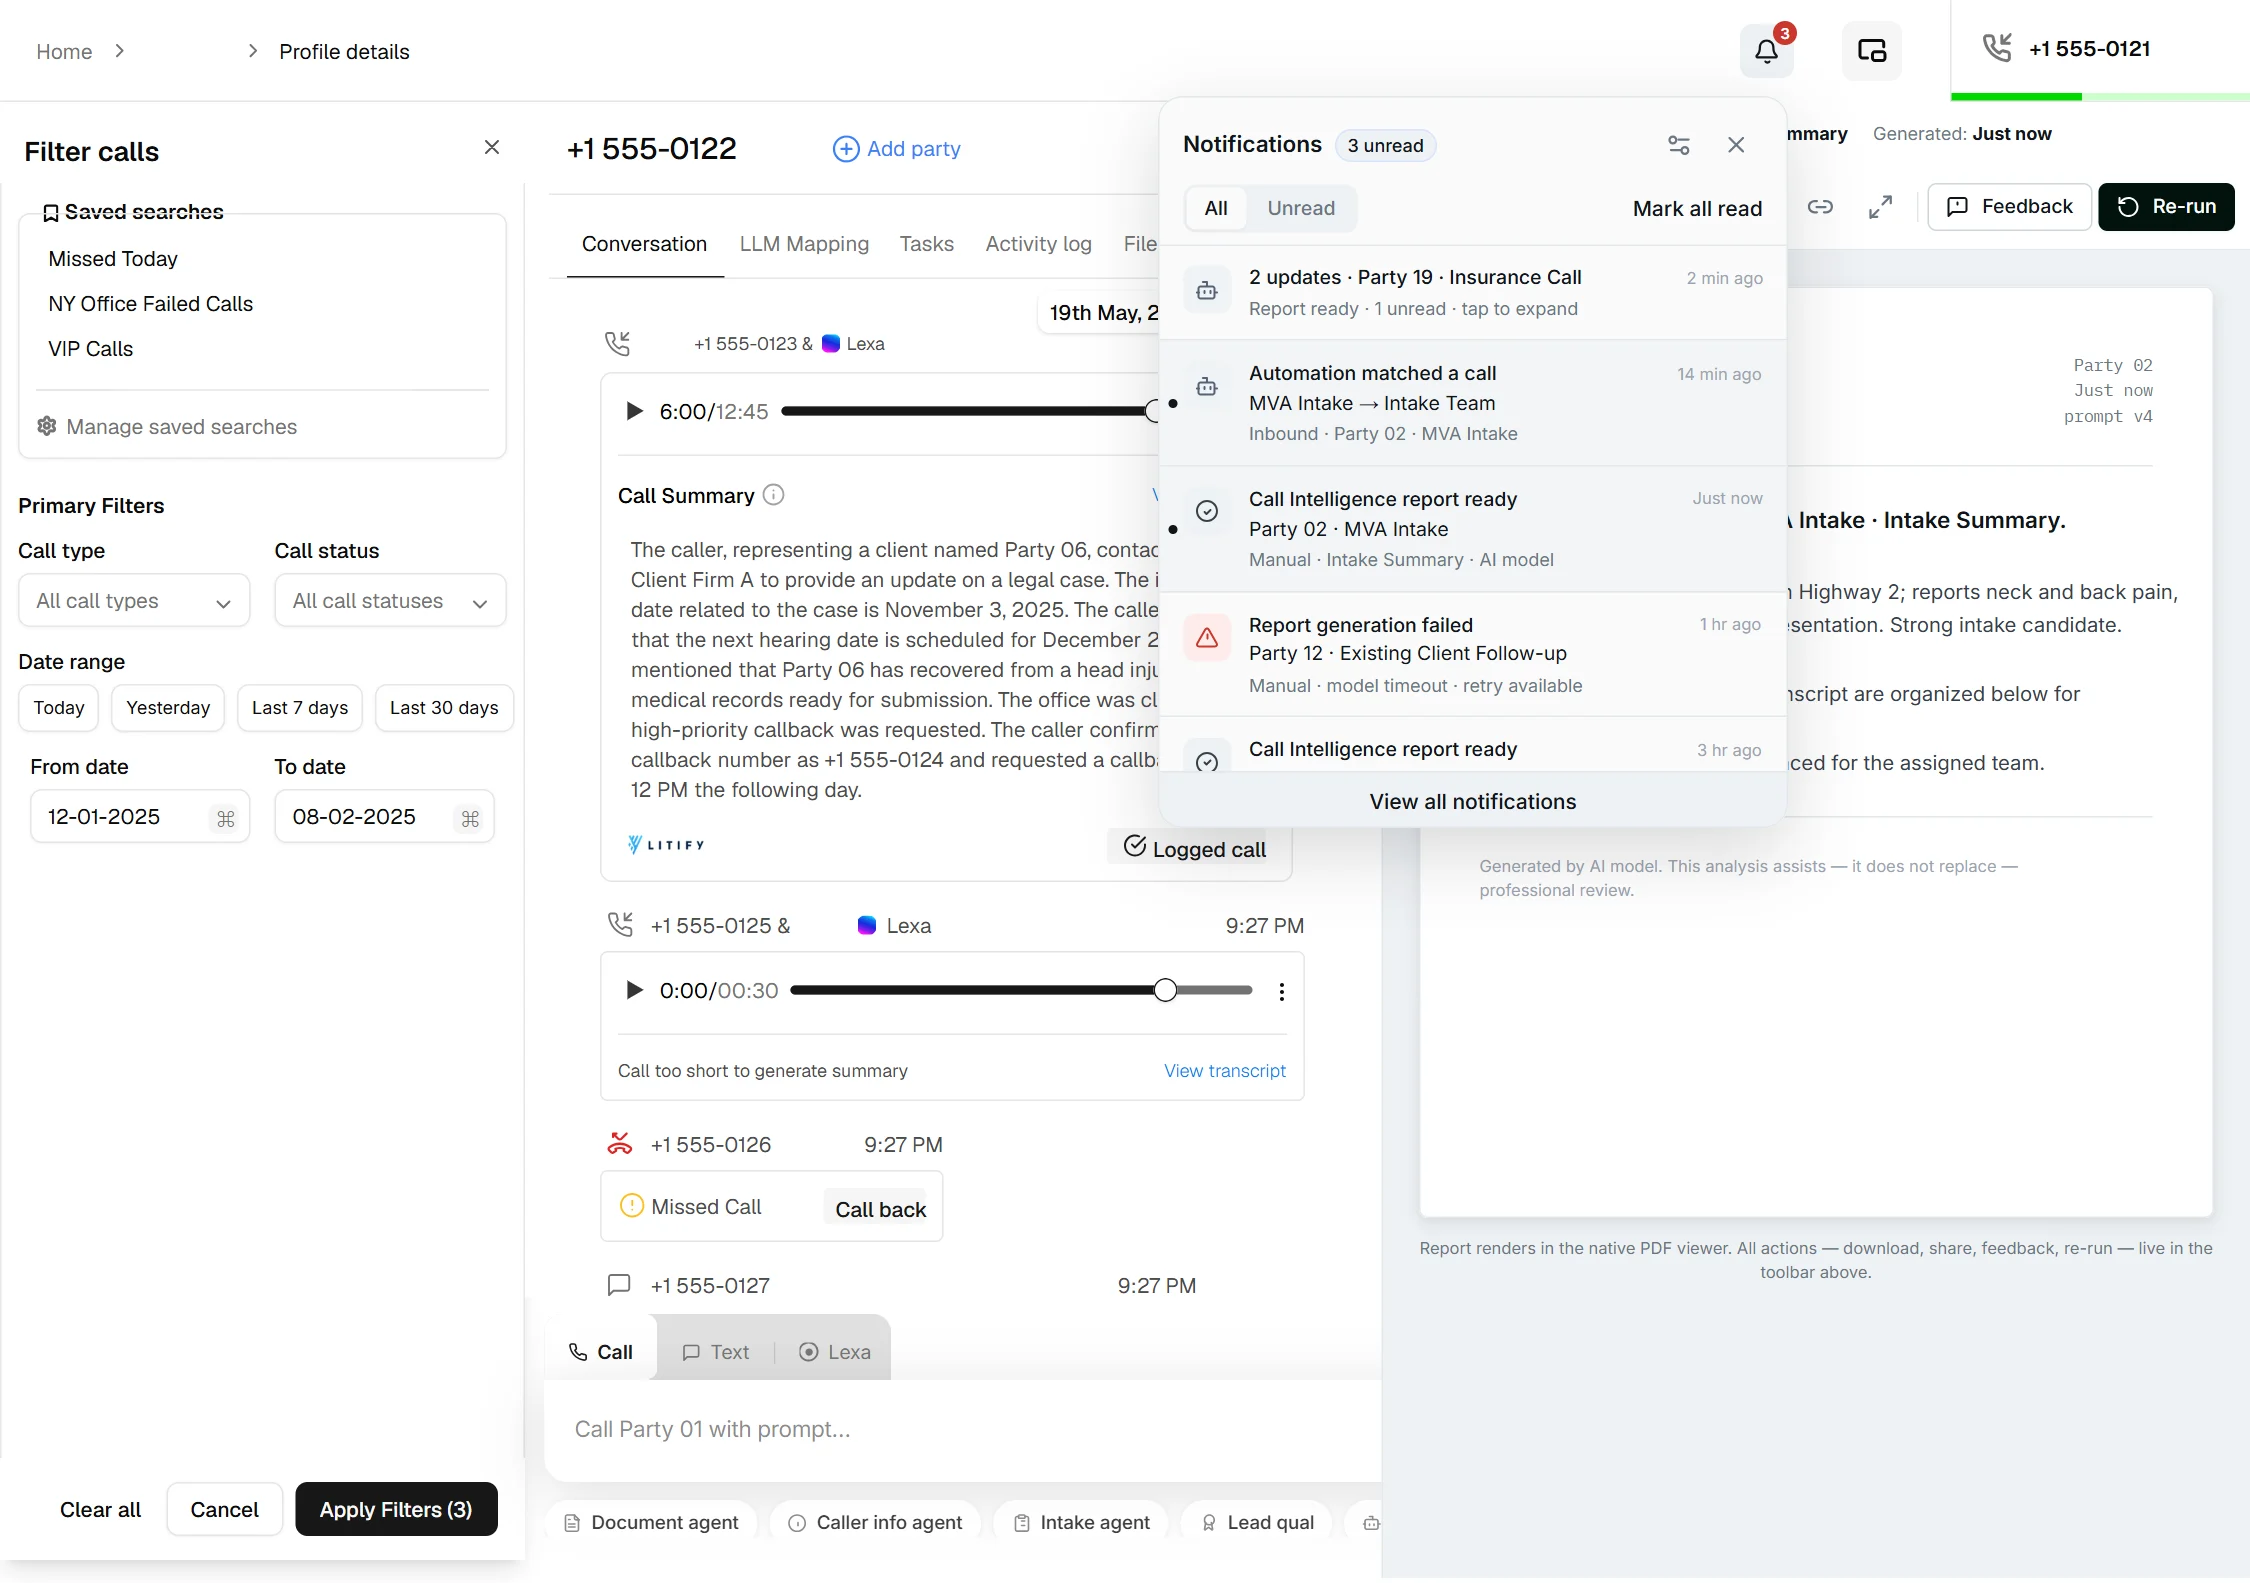 Home
Profile details
3
+1 555-0121
Filter calls
Saved searches
Missed Today
NY Office Failed Calls
VIP Calls
Manage saved searches
Primary Filters
Call type
Call status
All call types
All call statuses
Date range
Today
Yesterday
Last 7 days
Last 30 days
From date
To date
12-01-2025
08-02-2025
Clear all
Cancel
Apply Filters (3)
+1 555-0122
Add party
Conversation
LLM Mapping
Tasks
Activity log
File
19th May, 2
+1 555-0123 &
Lexa
6:00/12:45
Call Summary
The caller, representing a client named Party 06, contac
Client Firm A to provide an update on a legal case. The i
date related to the case is November 3, 2025. The calle
that the next hearing date is scheduled for December 2
mentioned that Party 06 has recovered from a head inju
medical records ready for submission. The office was cl
high-priority callback was requested. The caller confirm
callback number as +1 555-0124 and requested a callba
12 PM the following day.
LITIFY
Logged call
+1 555-0125 &
Lexa
9:27 PM
0:00/00:30
Call too short to generate summary
View transcript
+1 555-0126
9:27 PM
Missed Call
Call back
+1 555-0127
9:27 PM
Call
Text
Lexa
Call Party 01 with prompt...
Document agent
Caller info agent
Intake agent
Lead qual
Notifications
3 unread
All
Unread
Mark all read
2 updates · Party 19 · Insurance Call
2 min ago
Report ready · 1 unread · tap to expand
Automation matched a call
14 min ago
MVA Intake → Intake Team
Inbound · Party 02 · MVA Intake
Call Intelligence report ready
Just now
Party 02 · MVA Intake
Manual · Intake Summary · AI model
Report generation failed
1 hr ago
Party 12 · Existing Client Follow-up
Manual · model timeout · retry available
Call Intelligence report ready
3 hr ago
View all notifications
mmary
Generated: Just now
Feedback
Re-run
Party 02
Just now
prompt v4
Intake · Intake Summary.
Highway 2; reports neck and back pain,
sentation. Strong intake candidate.
script are organized below for
ced for the assigned team.
Generated by AI model. This analysis assists — it does not replace —
professional review.
Report renders in the native PDF viewer. All actions — download, share, feedback, re-run — live in the
toolbar above.